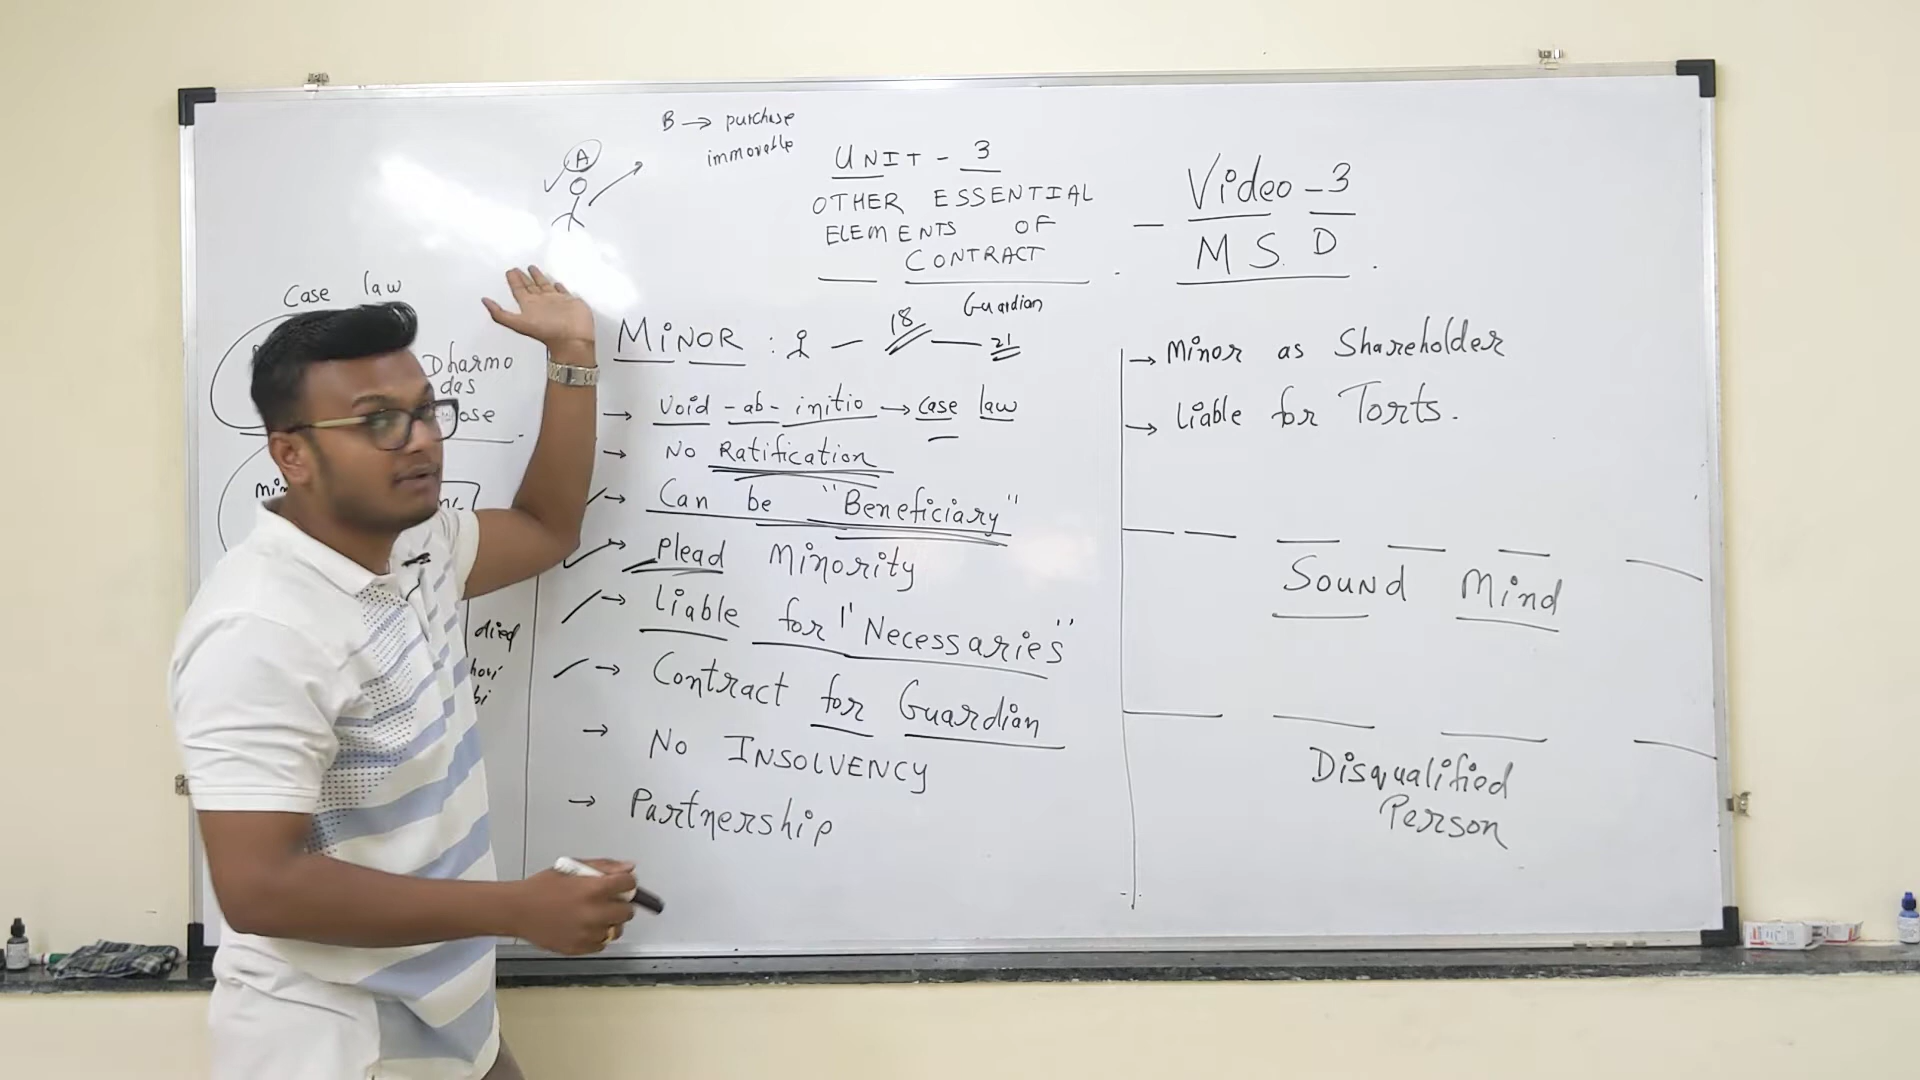 B → purchase
immovable
A
UNIT - 3
OTHER ESSENTIAL
ELEMENTS OF
CONTRACT
— Video - 3
M S. D.
Case law
Dharmo
das
died
MINOR : — 18 — 21
Guardian
→ Void - ab - initio → case law
→ No Ratification
→ Can be "Beneficiary"
→ Plead Minority
→ Liable for "Necessaries"
→ Contract for Guardian
→ No INSOLVENCY
→ Partnership
→ Minor as Shareholder
→ Liable for Torts.
Sound Mind
Disqualified
Person